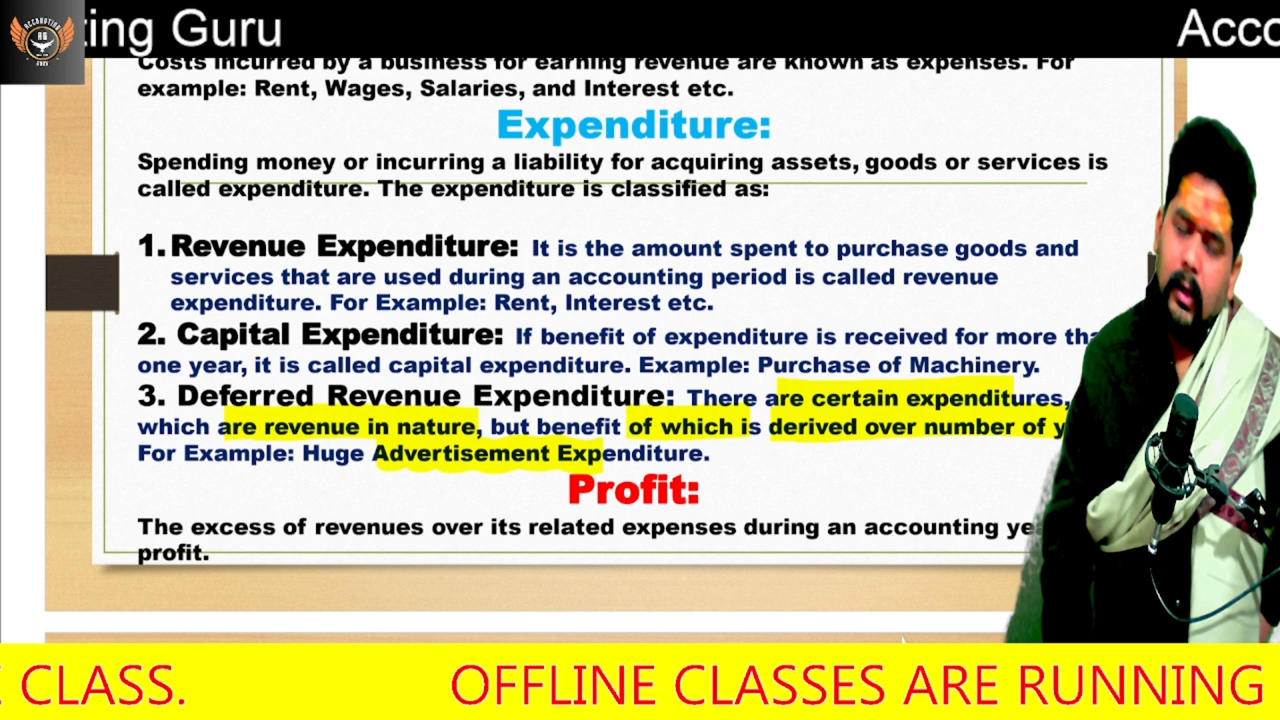 ting Guru
Acco
Costs incurred by a business for earning revenue are known as expenses. For
example: Rent, Wages, Salaries, and Interest etc.
Expenditure:
Spending money or incurring a liability for acquiring assets, goods or services is
called expenditure. The expenditure is classified as:
1. Revenue Expenditure: It is the amount spent to purchase goods and
services that are used during an accounting period is called revenue
expenditure. For Example: Rent, Interest etc.
2. Capital Expenditure: If benefit of expenditure is received for more tha
one year, it is called capital expenditure. Example: Purchase of Machinery.
3. Deferred Revenue Expenditure: There are certain expenditures,
which are revenue in nature, but benefit of which is derived over number of y
For Example: Huge Advertisement Expenditure.
Profit:
The excess of revenues over its related expenses during an accounting ye
profit.
CLASS.
OFFLINE CLASSES ARE RUNNING